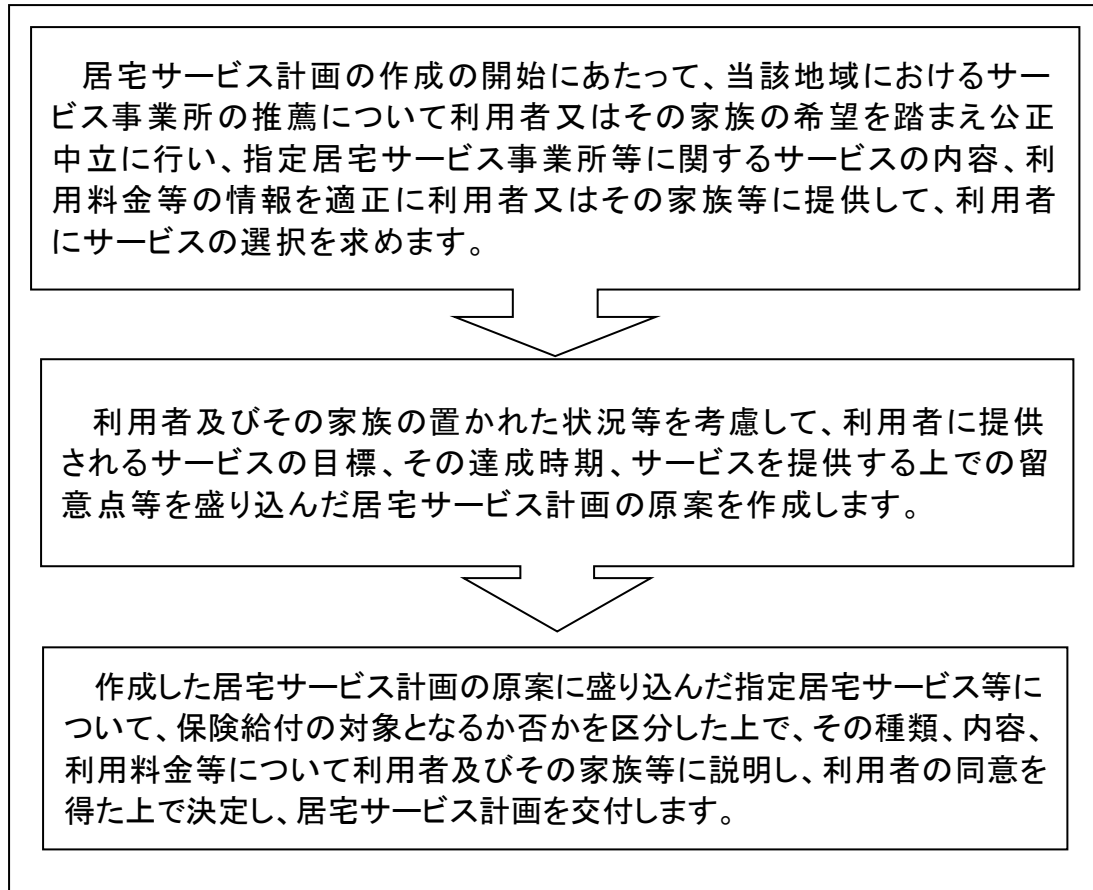 居宅サービス計画の作成の開始にあたって、当該地域におけるサー
ビス事業所の推薦について利用者又はその家族の希望を踏まえ公正
中立に行い、指定居宅サービス事業所等に関するサービスの内容、利
用料金等の情報を適正に利用者又はその家族等に提供して、利用者
にサービスの選択を求めます。
利用者及びその家族の置かれた状況等を考慮して、利用者に提供
されるサービスの目標、その達成時期、サービスを提供する上での留
意点等を盛り込んだ居宅サービス計画の原案を作成します。
作成した居宅サービス計画の原案に盛り込んだ指定居宅サービス等に
ついて、保険給付の対象となるか否かを区分した上で、その種類、内容、
利用料金等について利用者及びその家族等に説明し、利用者の同意を
得た上で決定し、居宅サービス計画を交付します。